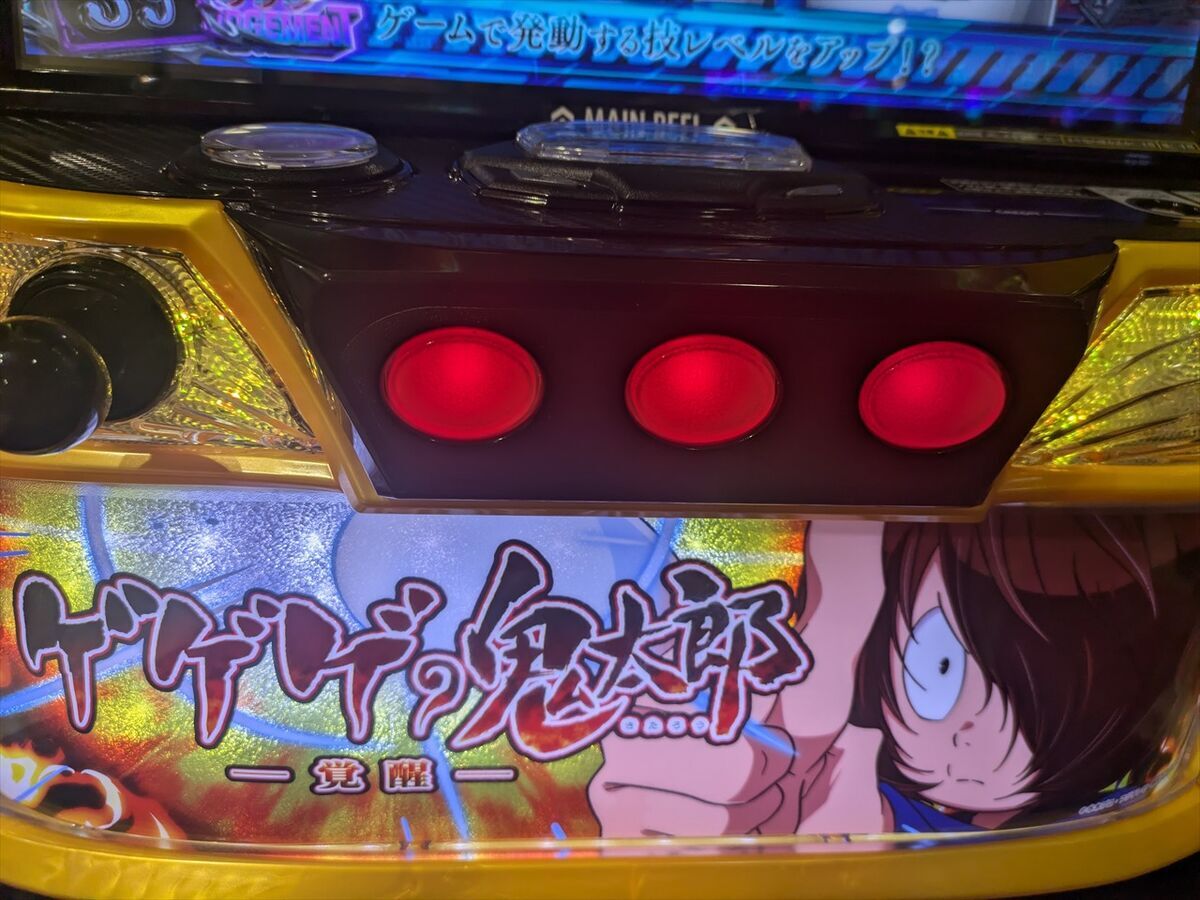 39
JUDGEMENT
ゲームで発動する技レベルをアップ!?
MAIN REEL
ゲゲゲの鬼太郎
きたろう
覚醒